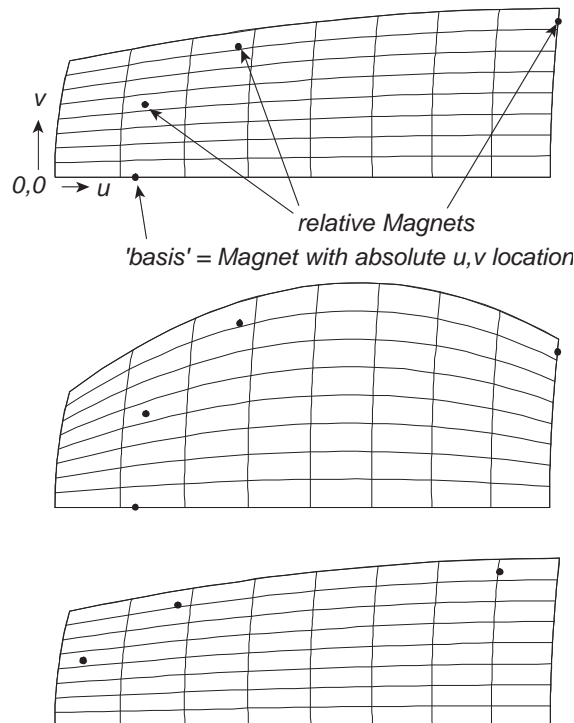 v
0,0 u
relative Magnets
'basis' = Magnet with absolute u,v location